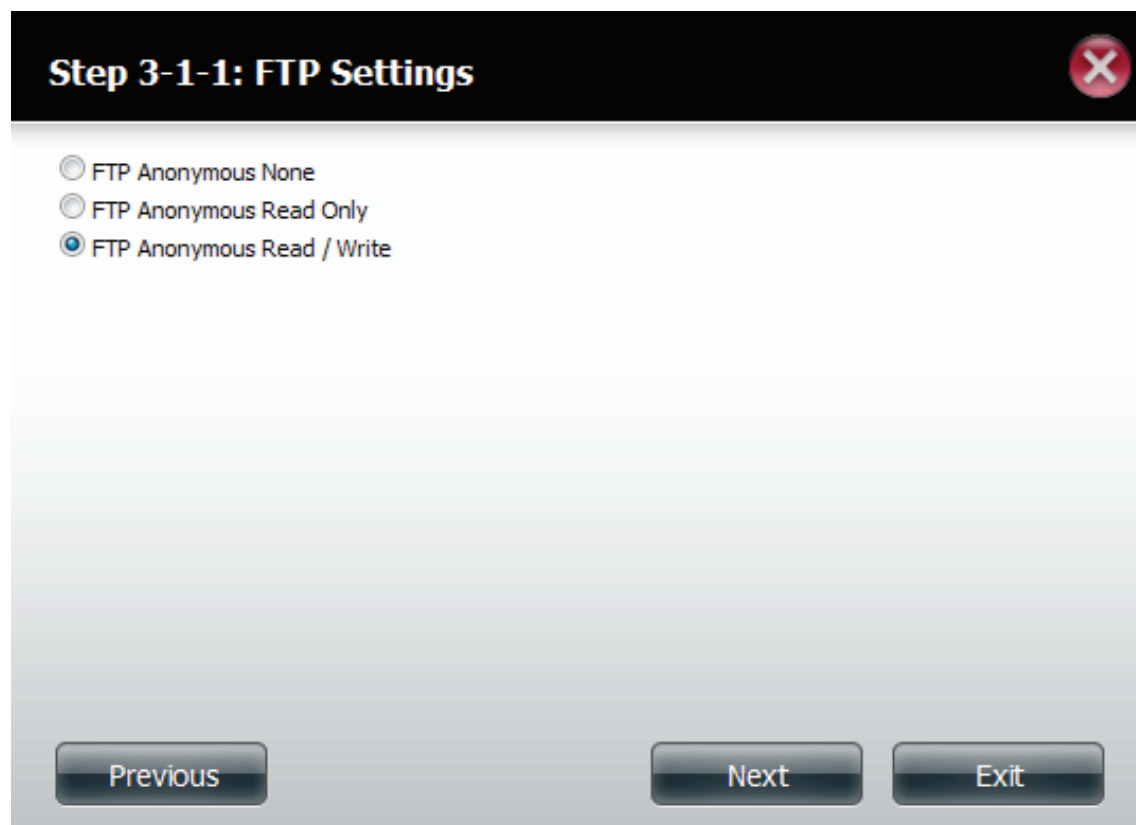 Step 3-1-1: FTP Settings
FTP Anonymous None
FTP Anonymous Read Only
FTP Anonymous Read / Write
Previous
Next
Exit